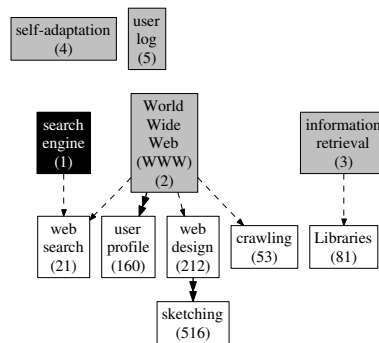 self-adaptation
(4)
user
log
(5)
search
engine
(1)
World
Wide
Web
(WWW)
(2)
information
retrieval
(3)
web
search
(21)
user
profile
(160)
web
design
(212)
crawling
(53)
Libraries
(81)
sketching
(516)